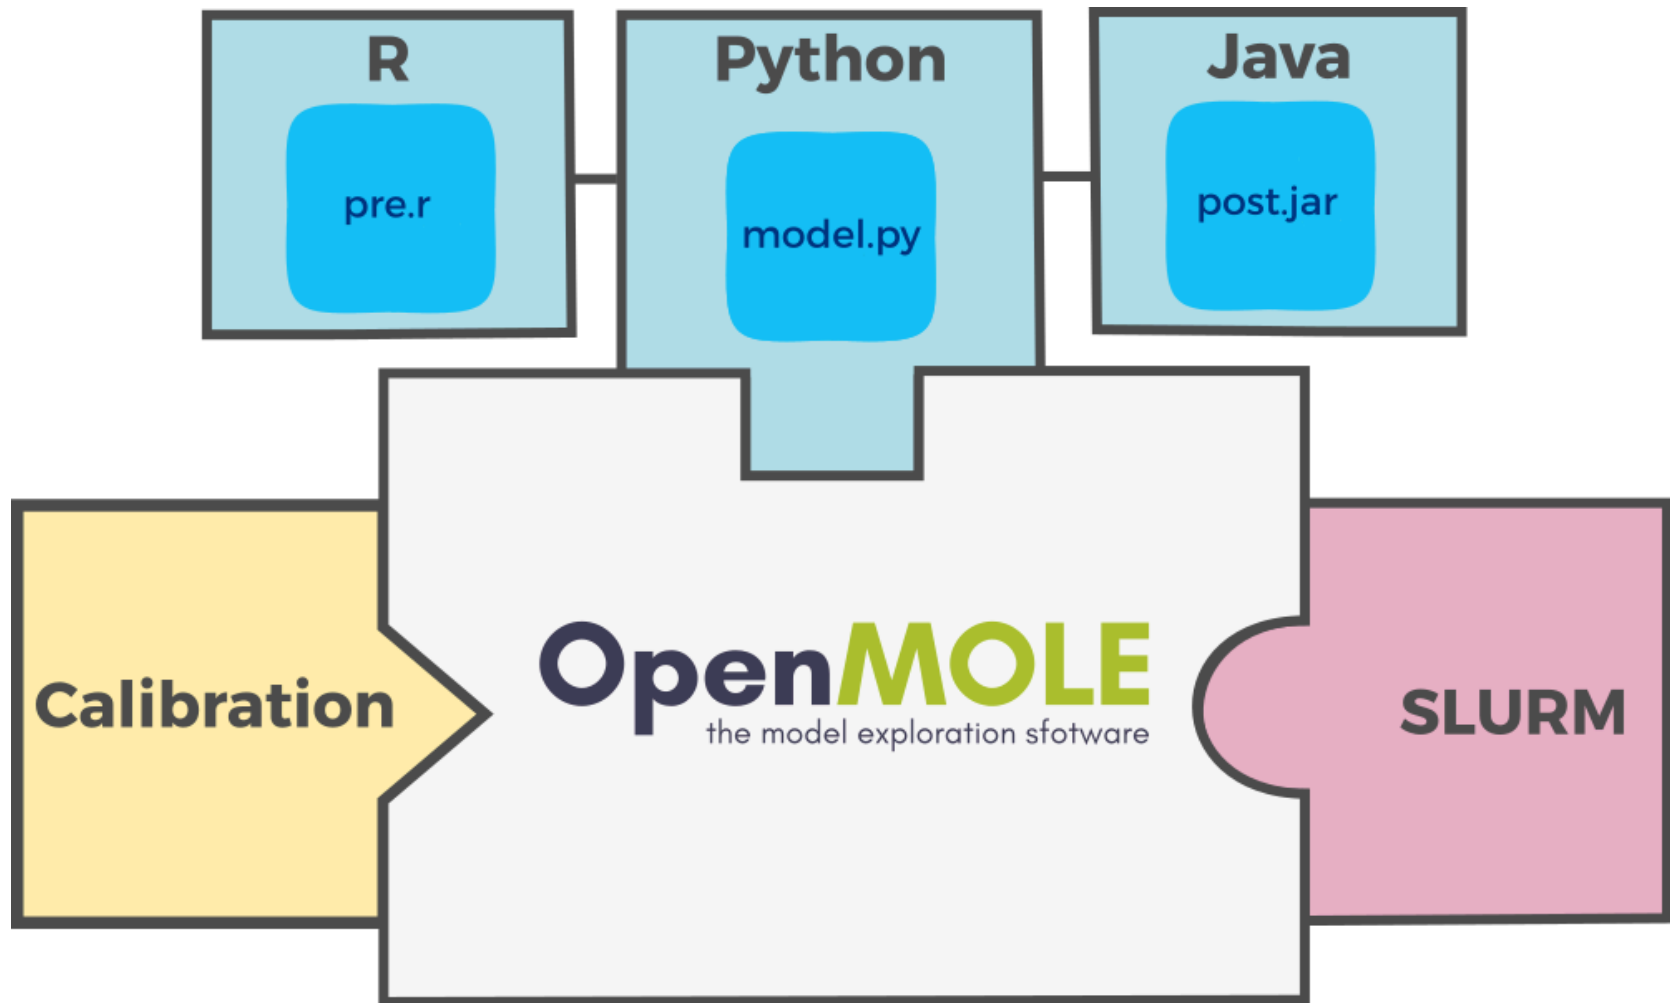 R
Python
Java
pre.r
model.py
post.jar
Calibration
OpenMOLE
the model exploration sfotware
SLURM